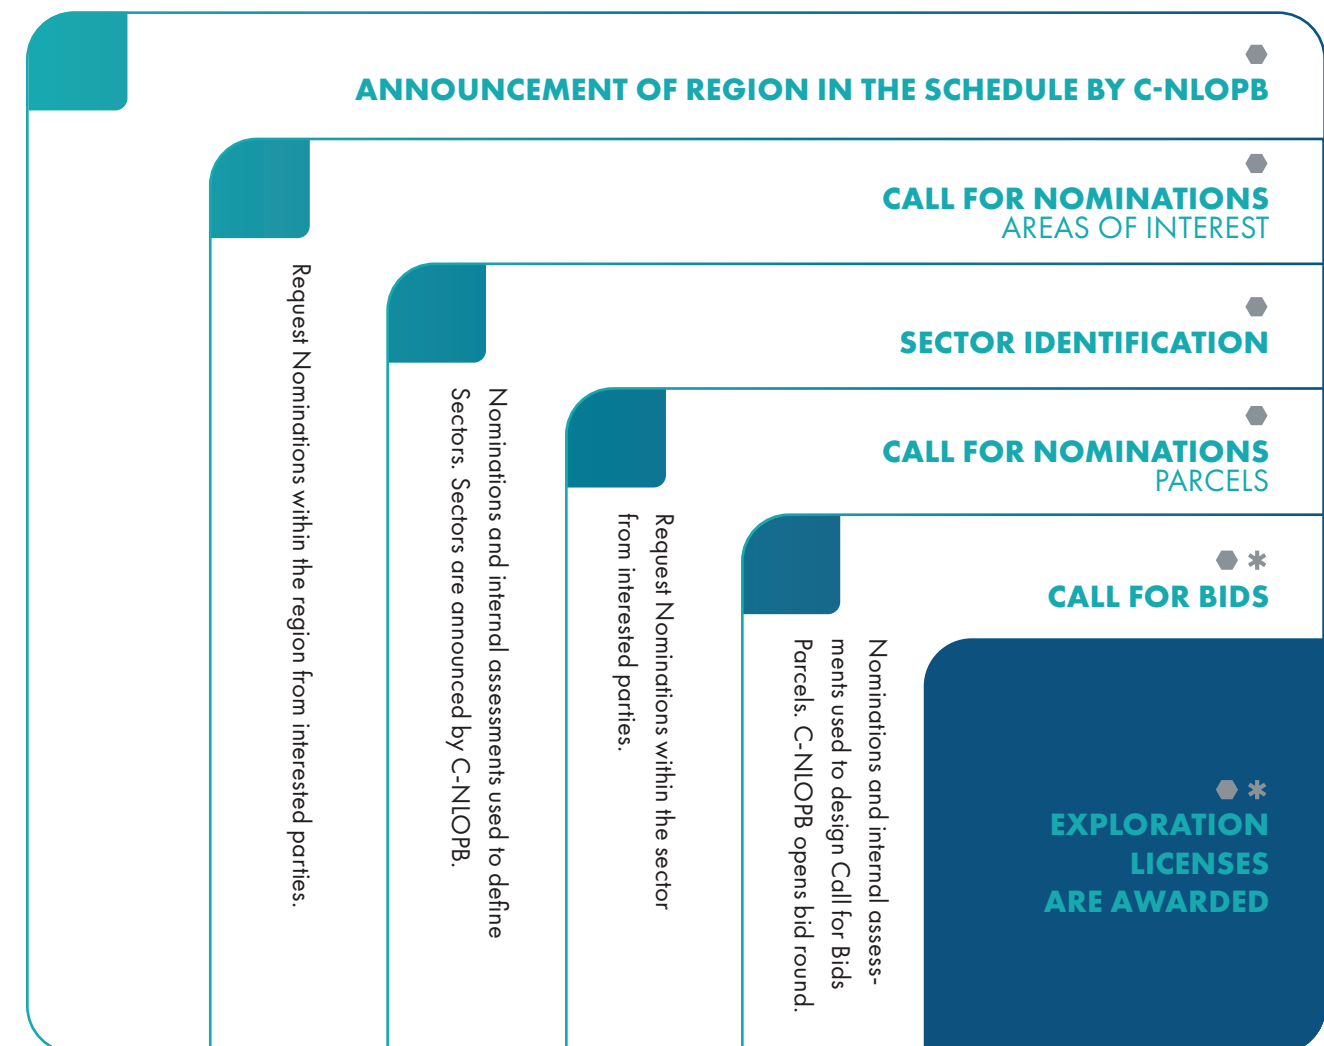 ANNOUNCEMENT OF REGION IN THE SCHEDULE BY C-NLOPB
CALL FOR NOMINATIONS
AREAS OF INTEREST
Request Nominations within the region from interested parties.
SECTOR IDENTIFICATION
Nominations and internal assessments used to define
Sectors. Sectors are announced by C-NLOPB.
CALL FOR NOMINATIONS
PARCELS
Request Nominations within the sector
from interested parties.
*
CALL FOR BIDS
Nominations and internal assess-
ments used to design Call for Bids
Parcels. C-NLOPB opens bid round.
*
EXPLORATION
LICENSES
ARE AWARDED